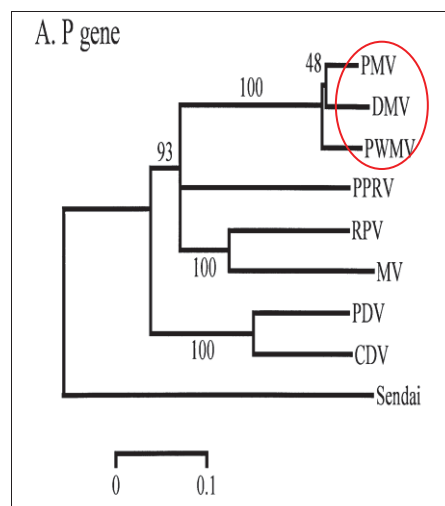 A. P gene
48
PMV
100
DMV
93
PWMV
PPRV
RPV
100
MV
PDV
100
CDV
Sendai
0 0.1